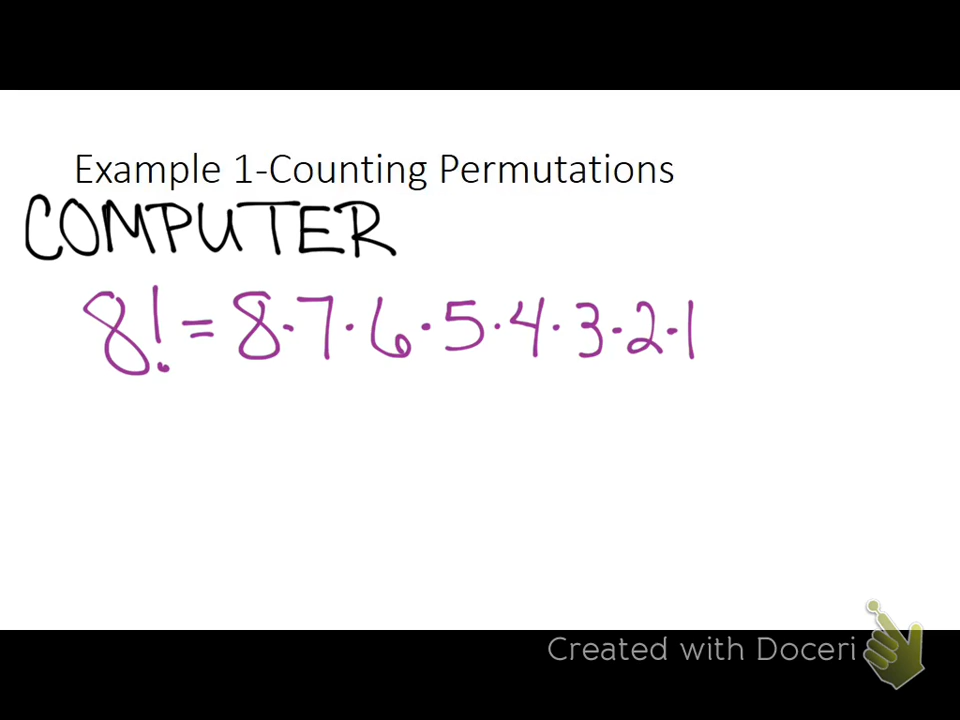 Example 1-Counting Permutations
COMPUTER
8! = 8·7·6·5·4·3·2·1
Created with Doceri